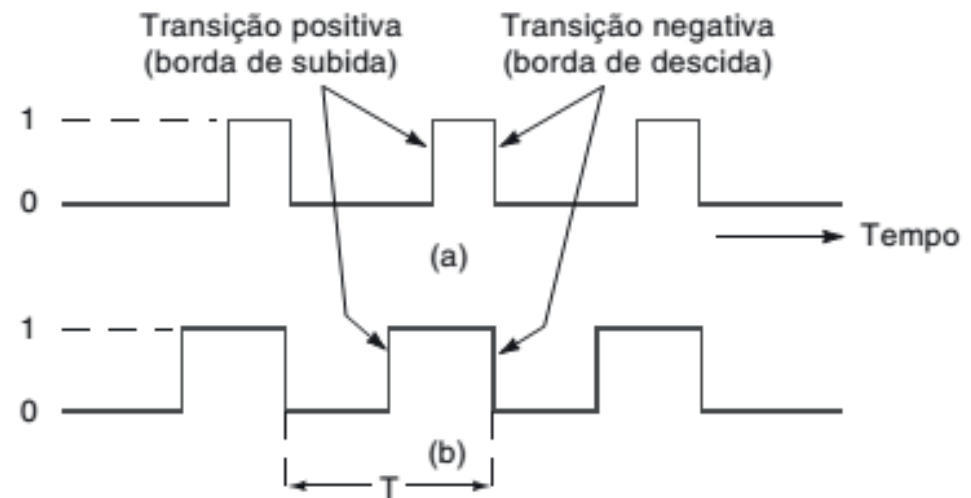 Transição positiva
(borda de subida)
Transição negativa
(borda de descida)
1
0
Tempo
(a)
1
0
(b)
T